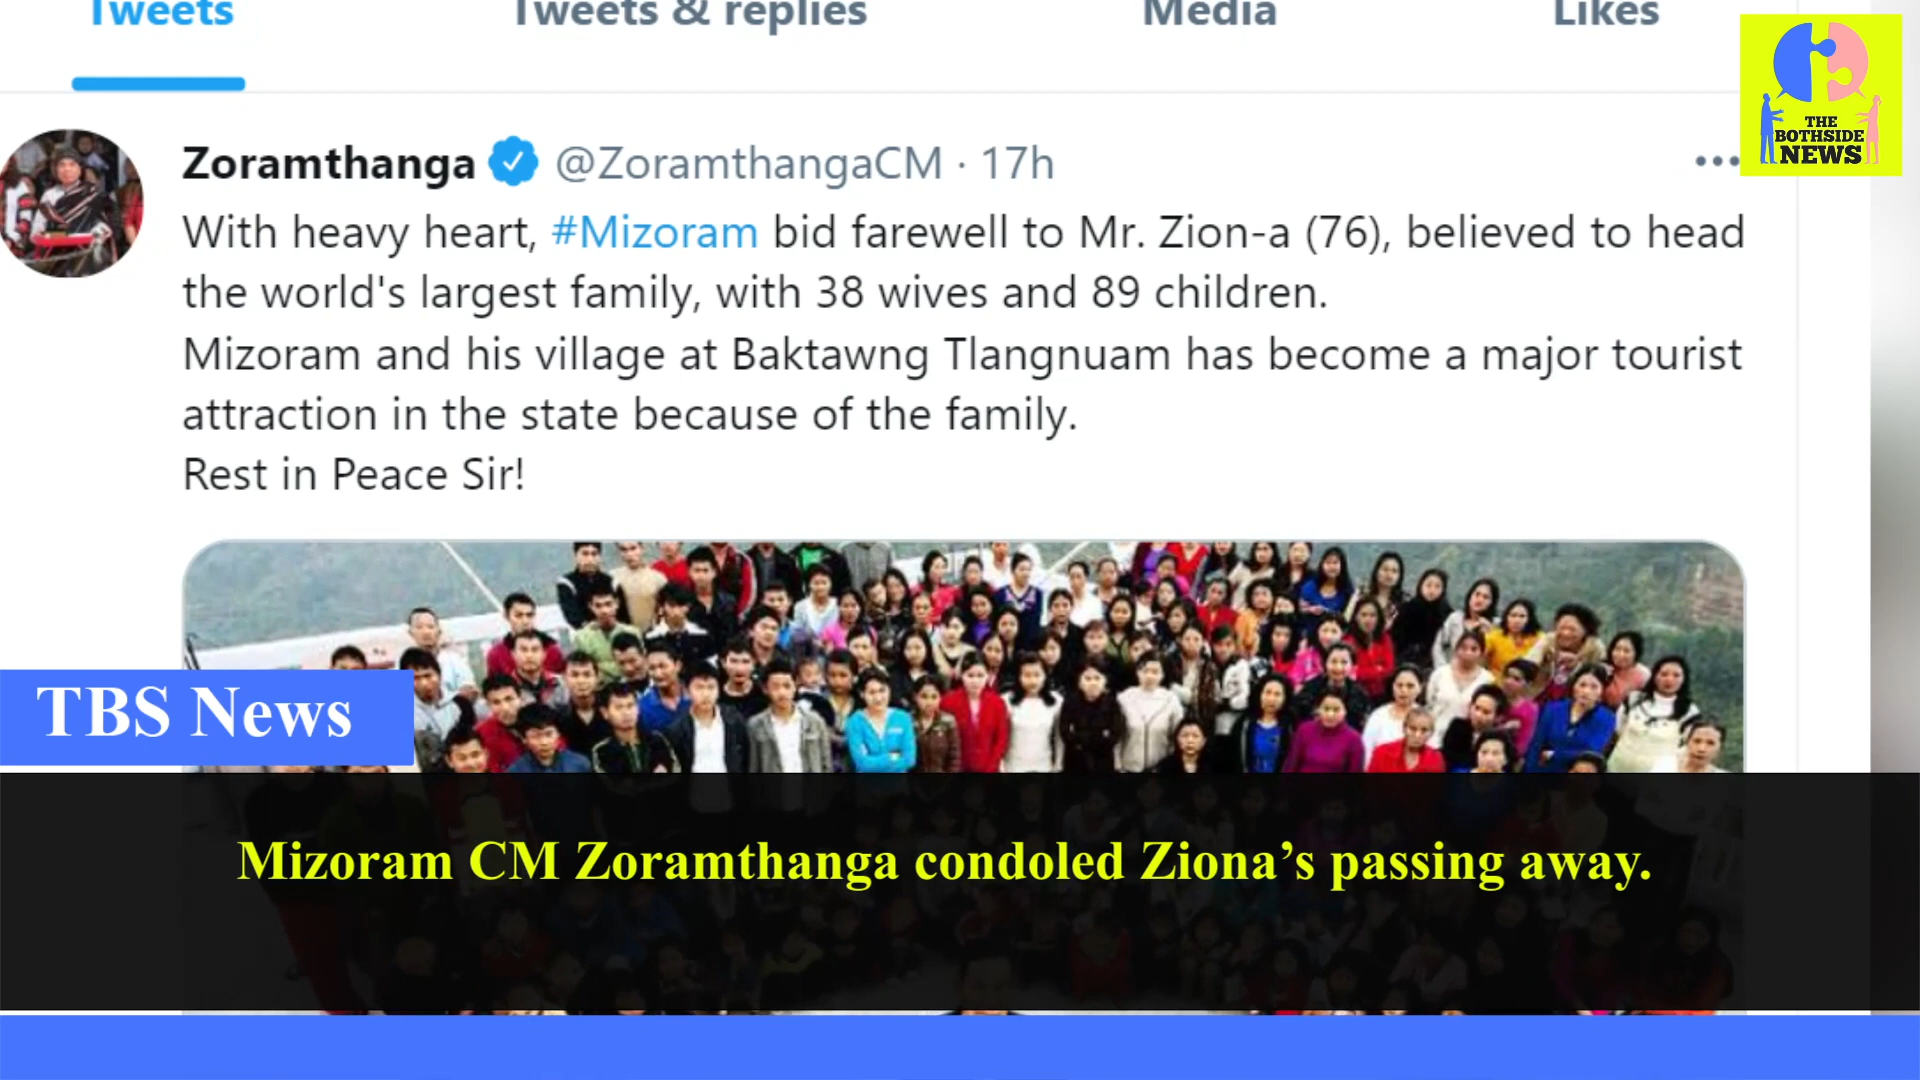 Tweets
Tweets & replies
Media
Likes
THE
BOTHSIDE
NEWS
Zoramthanga @ZoramthangaCM · 17h
With heavy heart, #Mizoram bid farewell to Mr. Zion-a (76), believed to head
the world's largest family, with 38 wives and 89 children.
Mizoram and his village at Baktawng Tlangnuam has become a major tourist
attraction in the state because of the family.
Rest in Peace Sir!
TBS News
Mizoram CM Zoramthanga condoled Ziona’s passing away.